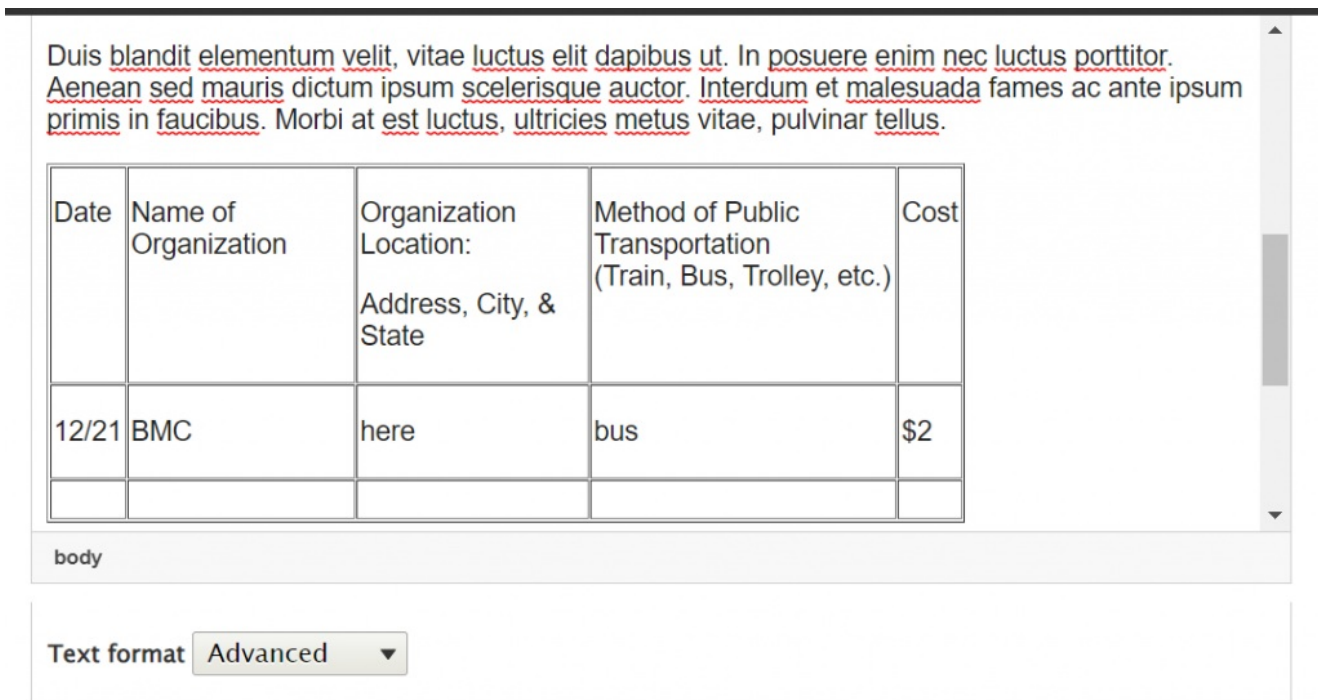 Duis blandit elementum velit, vitae luctus elit dapibus ut. In posuere enim nec luctus porttitor.
Aenean sed mauris dictum ipsum scelerisque auctor. Interdum et malesuada fames ac ante ipsum
primis in faucibus. Morbi at est luctus, ultricies metus vitae, pulvinar tellus.
Date
Name of
Organization
Organization
Location:
Address, City, &
State
Method of Public
Transportation
(Train, Bus, Trolley, etc.)
Cost
12/21
BMC
here
bus
$2
body
Text format
Advanced